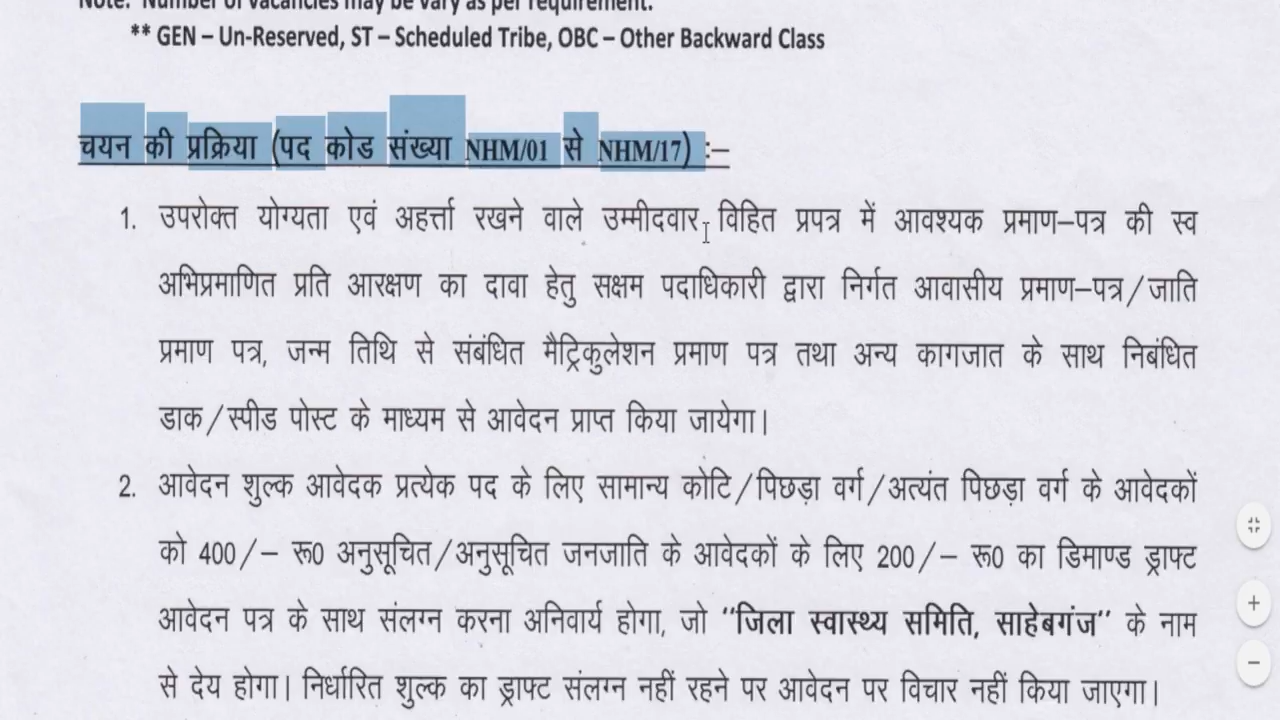 Note: Number of vacancies may be vary as per requirement.
** GEN – Un-Reserved, ST – Scheduled Tribe, OBC – Other Backward Class
चयन की प्रक्रिया (पद कोड संख्या NHM/01 से NHM/17) :–
1. उपरोक्त योग्यता एवं अहर्त्ता रखने वाले उम्मीदवार विहित प्रपत्र में आवश्यक प्रमाण–पत्र की स्व
अभिप्रमाणित प्रति आरक्षण का दावा हेतु सक्षम पदाधिकारी द्वारा निर्गत आवासीय प्रमाण–पत्र/जाति
प्रमाण पत्र, जन्म तिथि से संबंधित मैट्रिकुलेशन प्रमाण पत्र तथा अन्य कागजात के साथ निबंधित
डाक/स्पीड पोस्ट के माध्यम से आवेदन प्राप्त किया जायेगा।
2. आवेदन शुल्क आवेदक प्रत्येक पद के लिए सामान्य कोटि/पिछड़ा वर्ग/अत्यंत पिछड़ा वर्ग के आवेदकों
को 400/– रू0 अनुसूचित/अनुसूचित जनजाति के आवेदकों के लिए 200/– रू0 का डिमाण्ड ड्राफ्ट
आवेदन पत्र के साथ संलग्न करना अनिवार्य होगा, जो "जिला स्वास्थ्य समिति, साहेबगंज" के नाम
से देय होगा। निर्धारित शुल्क का ड्राफ्ट संलग्न नहीं रहने पर आवेदन पर विचार नहीं किया जाएगा।